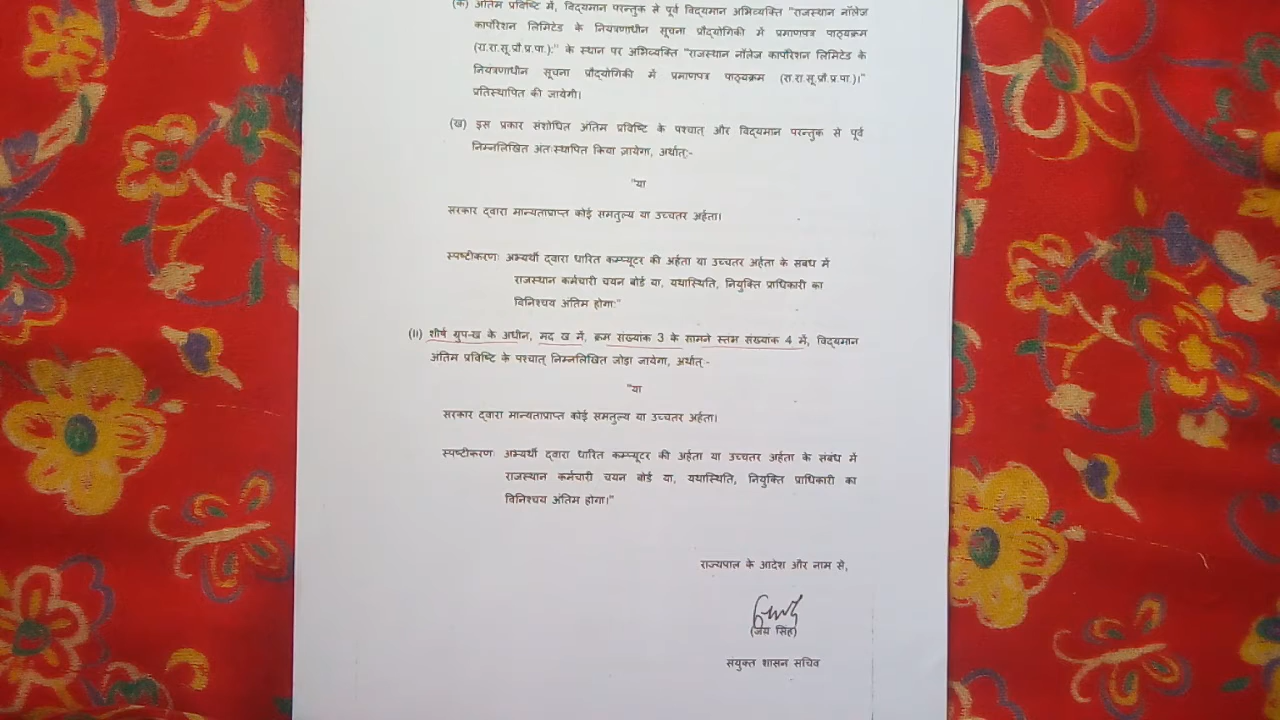 (क) अंतिम प्रविष्टि में, विद्यमान परन्तुक से पूर्व विद्यमान अभिव्यक्ति "राजस्थान नॉलेज
कार्पोरेशन लिमिटेड के नियंत्रणाधीन सूचना प्रौद्योगिकी में प्रमाणपत्र पाठ्यक्रम
(रा.रा.सू.प्रौ.प्र.पा.):" के स्थान पर अभिव्यक्ति "राजस्थान नॉलेज कार्पोरेशन लिमिटेड के
नियंत्रणाधीन सूचना प्रौद्योगिकी में प्रमाणपत्र पाठ्यक्रम (रा.रा.सू.प्रौ.प्र.पा.)।"
प्रतिस्थापित की जायेगी।
(ख) इस प्रकार संशोधित अंतिम प्रविष्टि के पश्चात् और विद्यमान परन्तुक से पूर्व
निम्नलिखित अंतःस्थापित किया जायेगा, अर्थात्:-
"या
सरकार द्वारा मान्यताप्राप्त कोई समतुल्य या उच्चतर अर्हता।
स्पष्टीकरणः अभ्यर्थी द्वारा धारित कम्प्यूटर की अर्हता या उच्चतर अर्हता के संबंध में
राजस्थान कर्मचारी चयन बोर्ड या, यथास्थिति, नियुक्ति प्राधिकारी का
विनिश्चय अंतिम होगा:"
(II) शीर्ष ग्रुप-ख के अधीन, मद ख में, क्रम संख्यांक 3 के सामने स्तंभ संख्यांक 4 में, विद्यमान
अंतिम प्रविष्टि के पश्चात् निम्नलिखित जोड़ा जायेगा, अर्थात्:-
"या
सरकार द्वारा मान्यताप्राप्त कोई समतुल्य या उच्चतर अर्हता।
स्पष्टीकरणः अभ्यर्थी द्वारा धारित कम्प्यूटर की अर्हता या उच्चतर अर्हता के संबंध में
राजस्थान कर्मचारी चयन बोर्ड या, यथास्थिति, नियुक्ति प्राधिकारी का
विनिश्चय अंतिम होगा।"
राज्यपाल के आदेश और नाम से,
(जय सिंह)
संयुक्त शासन सचिव